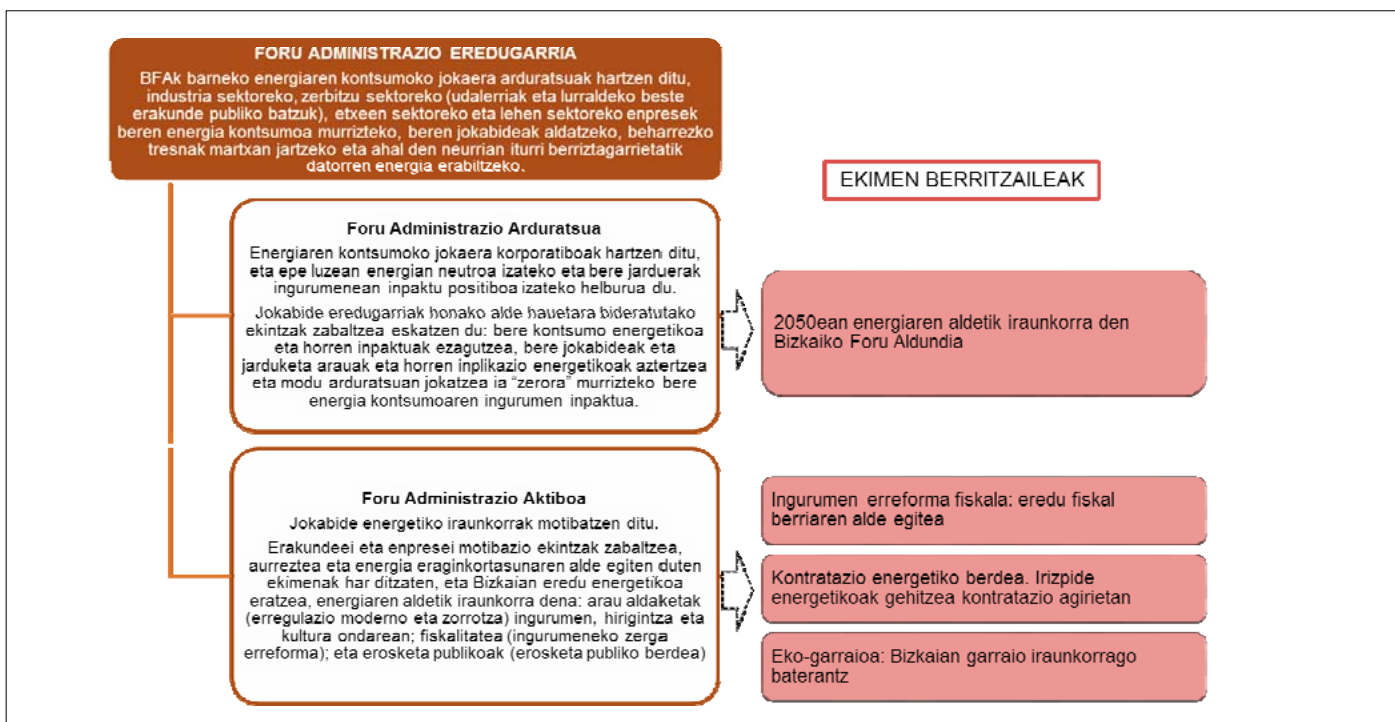 FORU ADMINISTRAZIO EREDUGARRIA
BFAk barneko energiaren kontsumoko jokaera arduratsuak hartzen ditu,
industria sektoreko, zerbitzu sektoreko (udalerriak eta lurraldeko beste
erakunde publiko batzuk), etxeen sektoreko eta lehen sektoreko enpresek
beren energia kontsumoa murrizteko, beren jokabideak aldatzeko, beharrezko
tresnak martxan jartzeko eta ahal den neurrian iturri berriztagarrietatik
datorren energia erabiltzeko.
EKIMEN BERRITZAILEAK
Foru Administrazio Arduratsua
Energiaren kontsumoko jokaera korporatiboak hartzen ditu,
eta epe luzean energian neutroa izateko eta bere jarduerak
ingurumenean inpaktu positiboa izateko helburua du.
Jokabide eredugarriak honako alde hauetara bideratutako
ekintzak zabaltzea eskatzen du: bere kontsumo energetikoa
eta horren inpaktuak ezagutzea, bere jokabideak eta
jarduketa arauak eta horren inplikazio energetikoak aztertzea
eta modu arduratsuan jokatzea ia “zerora” murrizteko bere
energia kontsumoaren ingurumen inpaktua.
2050ean energiaren aldetik iraunkorra den
Bizkaiko Foru Aldundia
Foru Administrazio Aktiboa
Jokabide energetiko iraunkorrak motibatzen ditu.
Erakundeei eta enpresei motibazio ekintzak zabaltzea,
aurreztea eta energia eraginkortasunaren alde egiten duten
ekimenak har ditzaten, eta Bizkaian eredu energetikoa
eratzea, energiaren aldetik iraunkorra dena: arau aldaketak
(erregulazio moderno eta zorrotza) ingurumen, hirigintza eta
kultura ondarean; fiskalitatea (ingurumeneko zerga
erreforma); eta erosketa publikoak (erosketa publiko berdea)
Ingurumen erreforma fiskala: eredu fiskal
berriaren alde egitea
Kontratazio energetiko berdea. Irizpide
energetikoak gehitzea kontratazio agirietan
Eko-garraioa: Bizkaian garraio iraunkorrago
baterantz